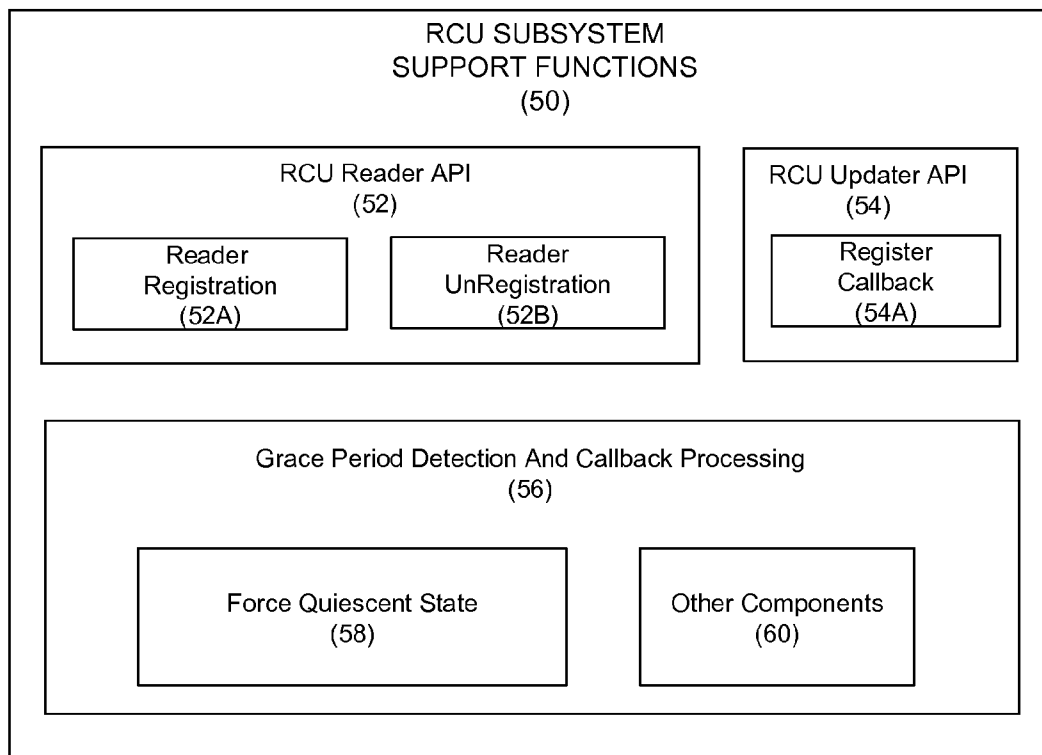 RCU SUBSYSTEM
SUPPORT FUNCTIONS
(50)
RCU Reader API
(52)
Reader
Registration
(52A)
Reader
UnRegistration
(52B)
RCU Updater API
(54)
Register
Callback
(54A)
Grace Period Detection And Callback Processing
(56)
Force Quiescent State
(58)
Other Components
(60)